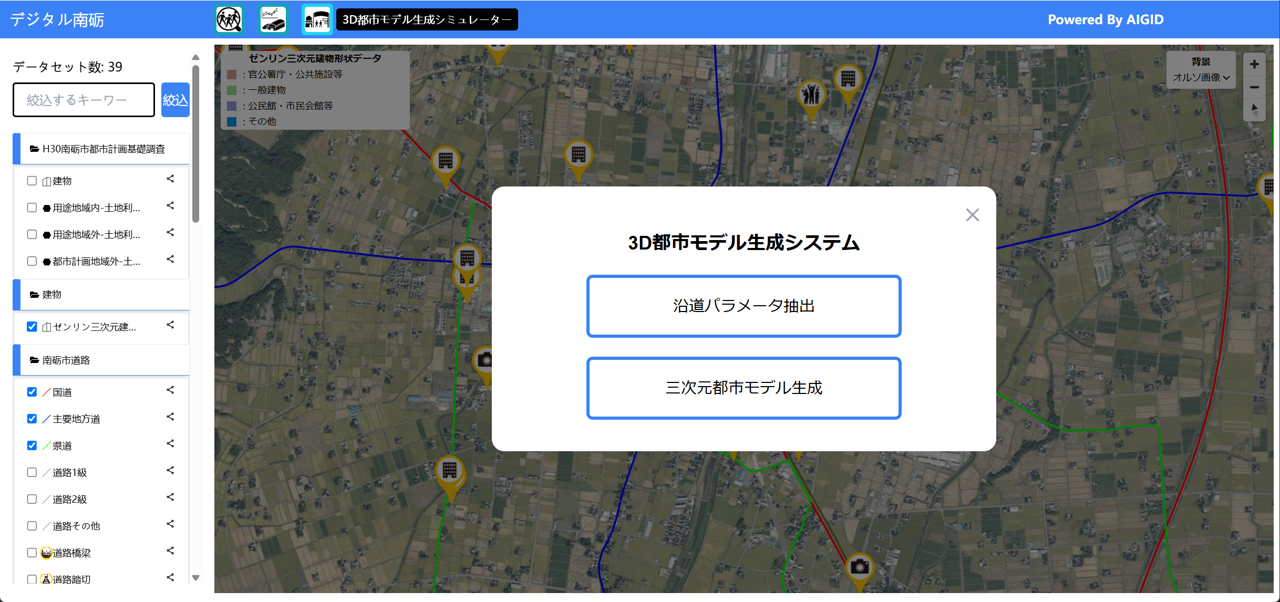 デジタル南砺
3D都市モデル生成シミュレーター
Powered By AIGID
データセット数: 39
絞込するキーワー
絞込
H30南砺市都市計画基礎調査
建物
用途地域内-土地利...
用途地域外-土地利...
都市計画地域外-土...
建物
ゼンリン三次元建...
南砺市道路
国道
主要地方道
県道
道路1級
道路2級
道路その他
道路橋梁
道路踏切
ゼンリン三次元建物形状データ
：官公署庁・公共施設等
：一般建物
：公民館・市民会館等
：その他
背景
オルソ画像
+
−
3D都市モデル生成システム
×
沿道パラメータ抽出
三次元都市モデル生成